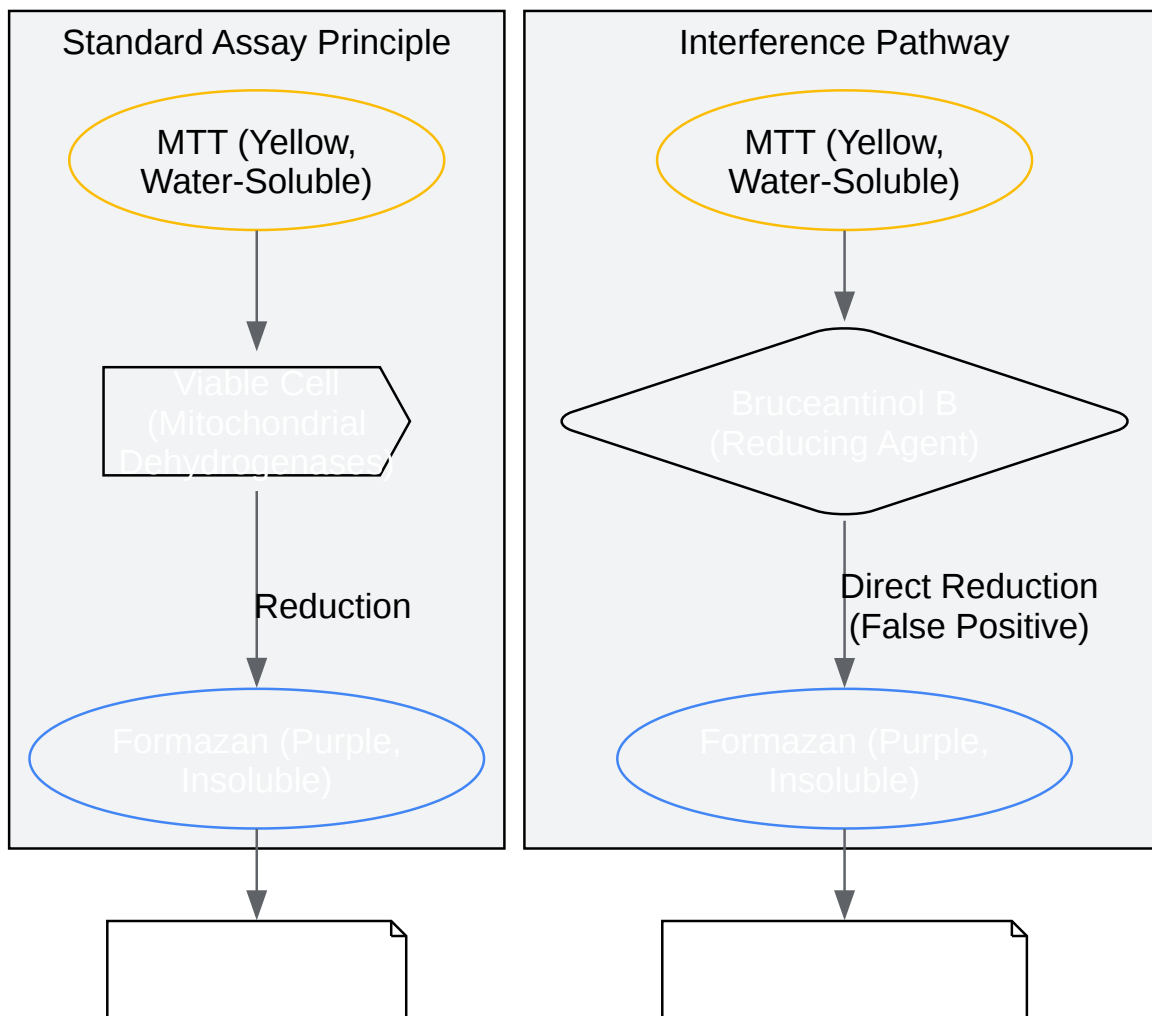 Standard Assay Principle
MTT (Yellow,
Water-Soluble)
Viable Cell
(Mitochondrial
Dehydrogenases)
Reduction
Formazan (Purple,
Insoluble)
Interference Pathway
MTT (Yellow,
Water-Soluble)
Bruceantinol B
(Reducing Agent)
Direct Reduction
(False Positive)
Formazan (Purple,
Insoluble)